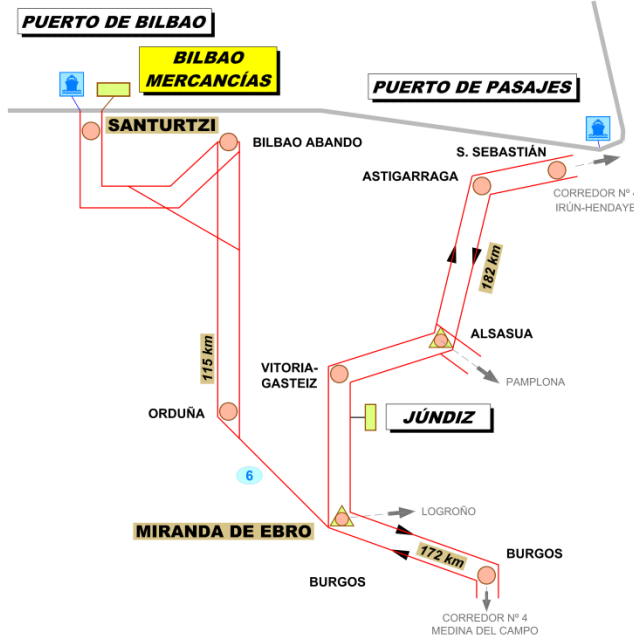 PUERTO DE BILBAO
BILBAO
MERCANCÍAS
PUERTO DE PASAJES
SANTURTZI
BILBAO ABANDO
S. SEBASTIÁN
ASTIGARRAGA
CORREDOR Nº 4
IRÚN-HENDAYE
182 km
ALSASUA
115 km
VITORIA-
GASTEIZ
PAMPLONA
ORDUÑA
JÚNDIZ
6
LOGROÑO
MIRANDA DE EBRO
172 km
BURGOS
BURGOS
CORREDOR Nº 4
MEDINA DEL CAMPO